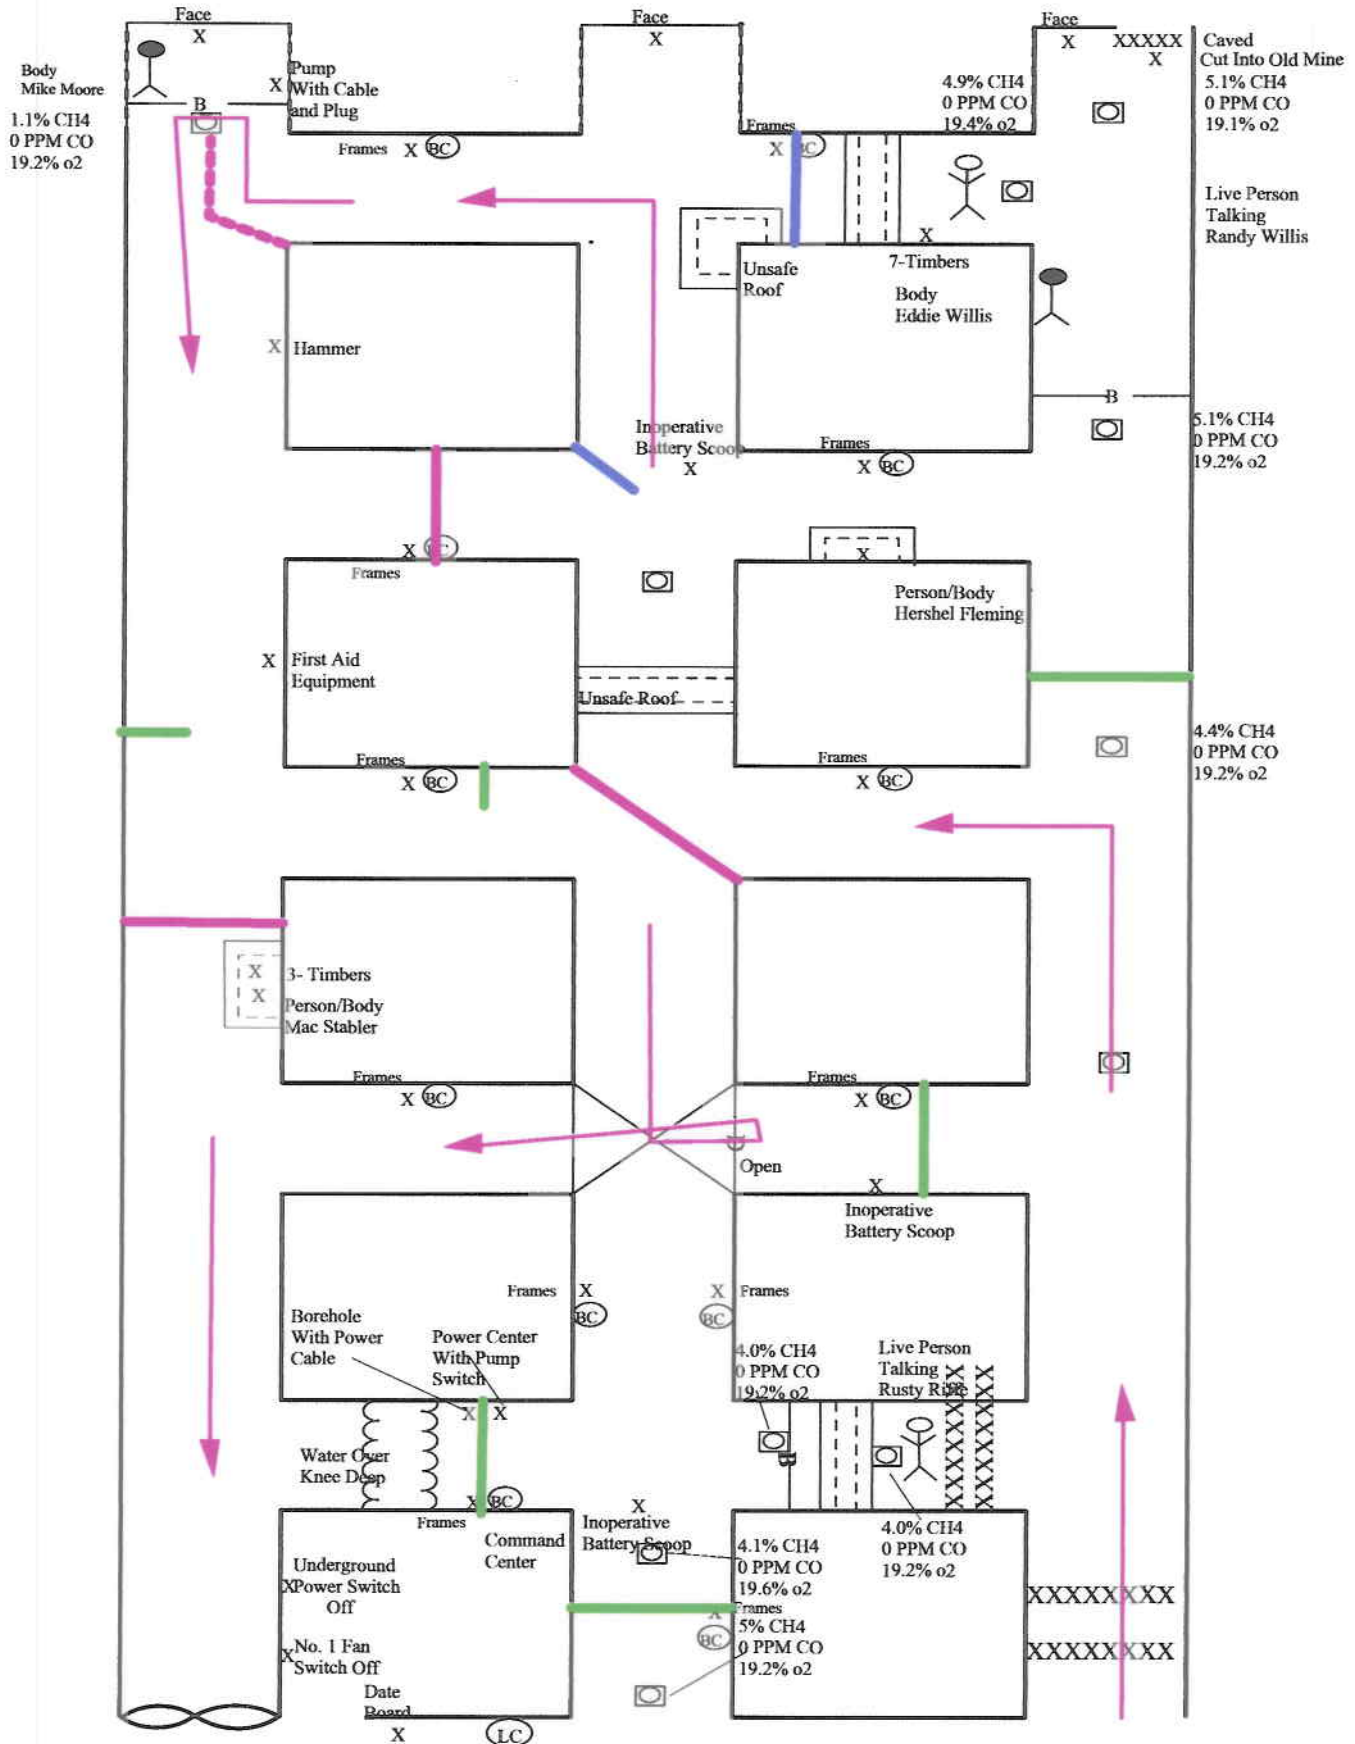 Face
Face
Face
X
X
X
XXXXX
Caved
X
Cut Into Old Mine
Body
Mike Moore
Pump
X
With Cable
and Plug
4.9% CH4
0 PPM CO
19.4% o2
5.1% CH4
0 PPM CO
19.1% o2
B
1.1% CH4
0 PPM CO
19.2% o2
Frames X BC
Frames
X BC
Live Person
Talking
Randy Willis
X
7-Timbers
Unsafe
Roof
Body
Eddie Willis
X Hammer
B
Inoperative
Battery Scoop
X
Frames
X BC
5.1% CH4
0 PPM CO
19.2% o2
X
Frames
X
Person/Body
Hershel Fleming
X First Aid
Equipment
Unsafe Roof
4.4% CH4
0 PPM CO
19.2% o2
Frames
X BC
Frames
X BC
X 3- Timbers
X Person/Body
Mac Stabler
Frames
X BC
Frames
X BC
Open
X
Inoperative
Battery Scoop
Frames X
BC
X Frames
BC
Borehole
With Power
Cable
Power Center
With Pump
Switch
4.0% CH4
0 PPM CO
19.2% o2
Live Person
Talking
Rusty
X X
Water Over
Knee Deep
B
X BC
Frames
Command
Center
X
Inoperative
Battery Scoop
4.1% CH4
0 PPM CO
19.6% o2
4.0% CH4
0 PPM CO
19.2% o2
Underground
X Power Switch
Off
XXXXXXXX
X Frames
BC
5% CH4
0 PPM CO
19.2% o2
No. 1 Fan
X Switch Off
XXXXXXXX
Date
Board
X LC